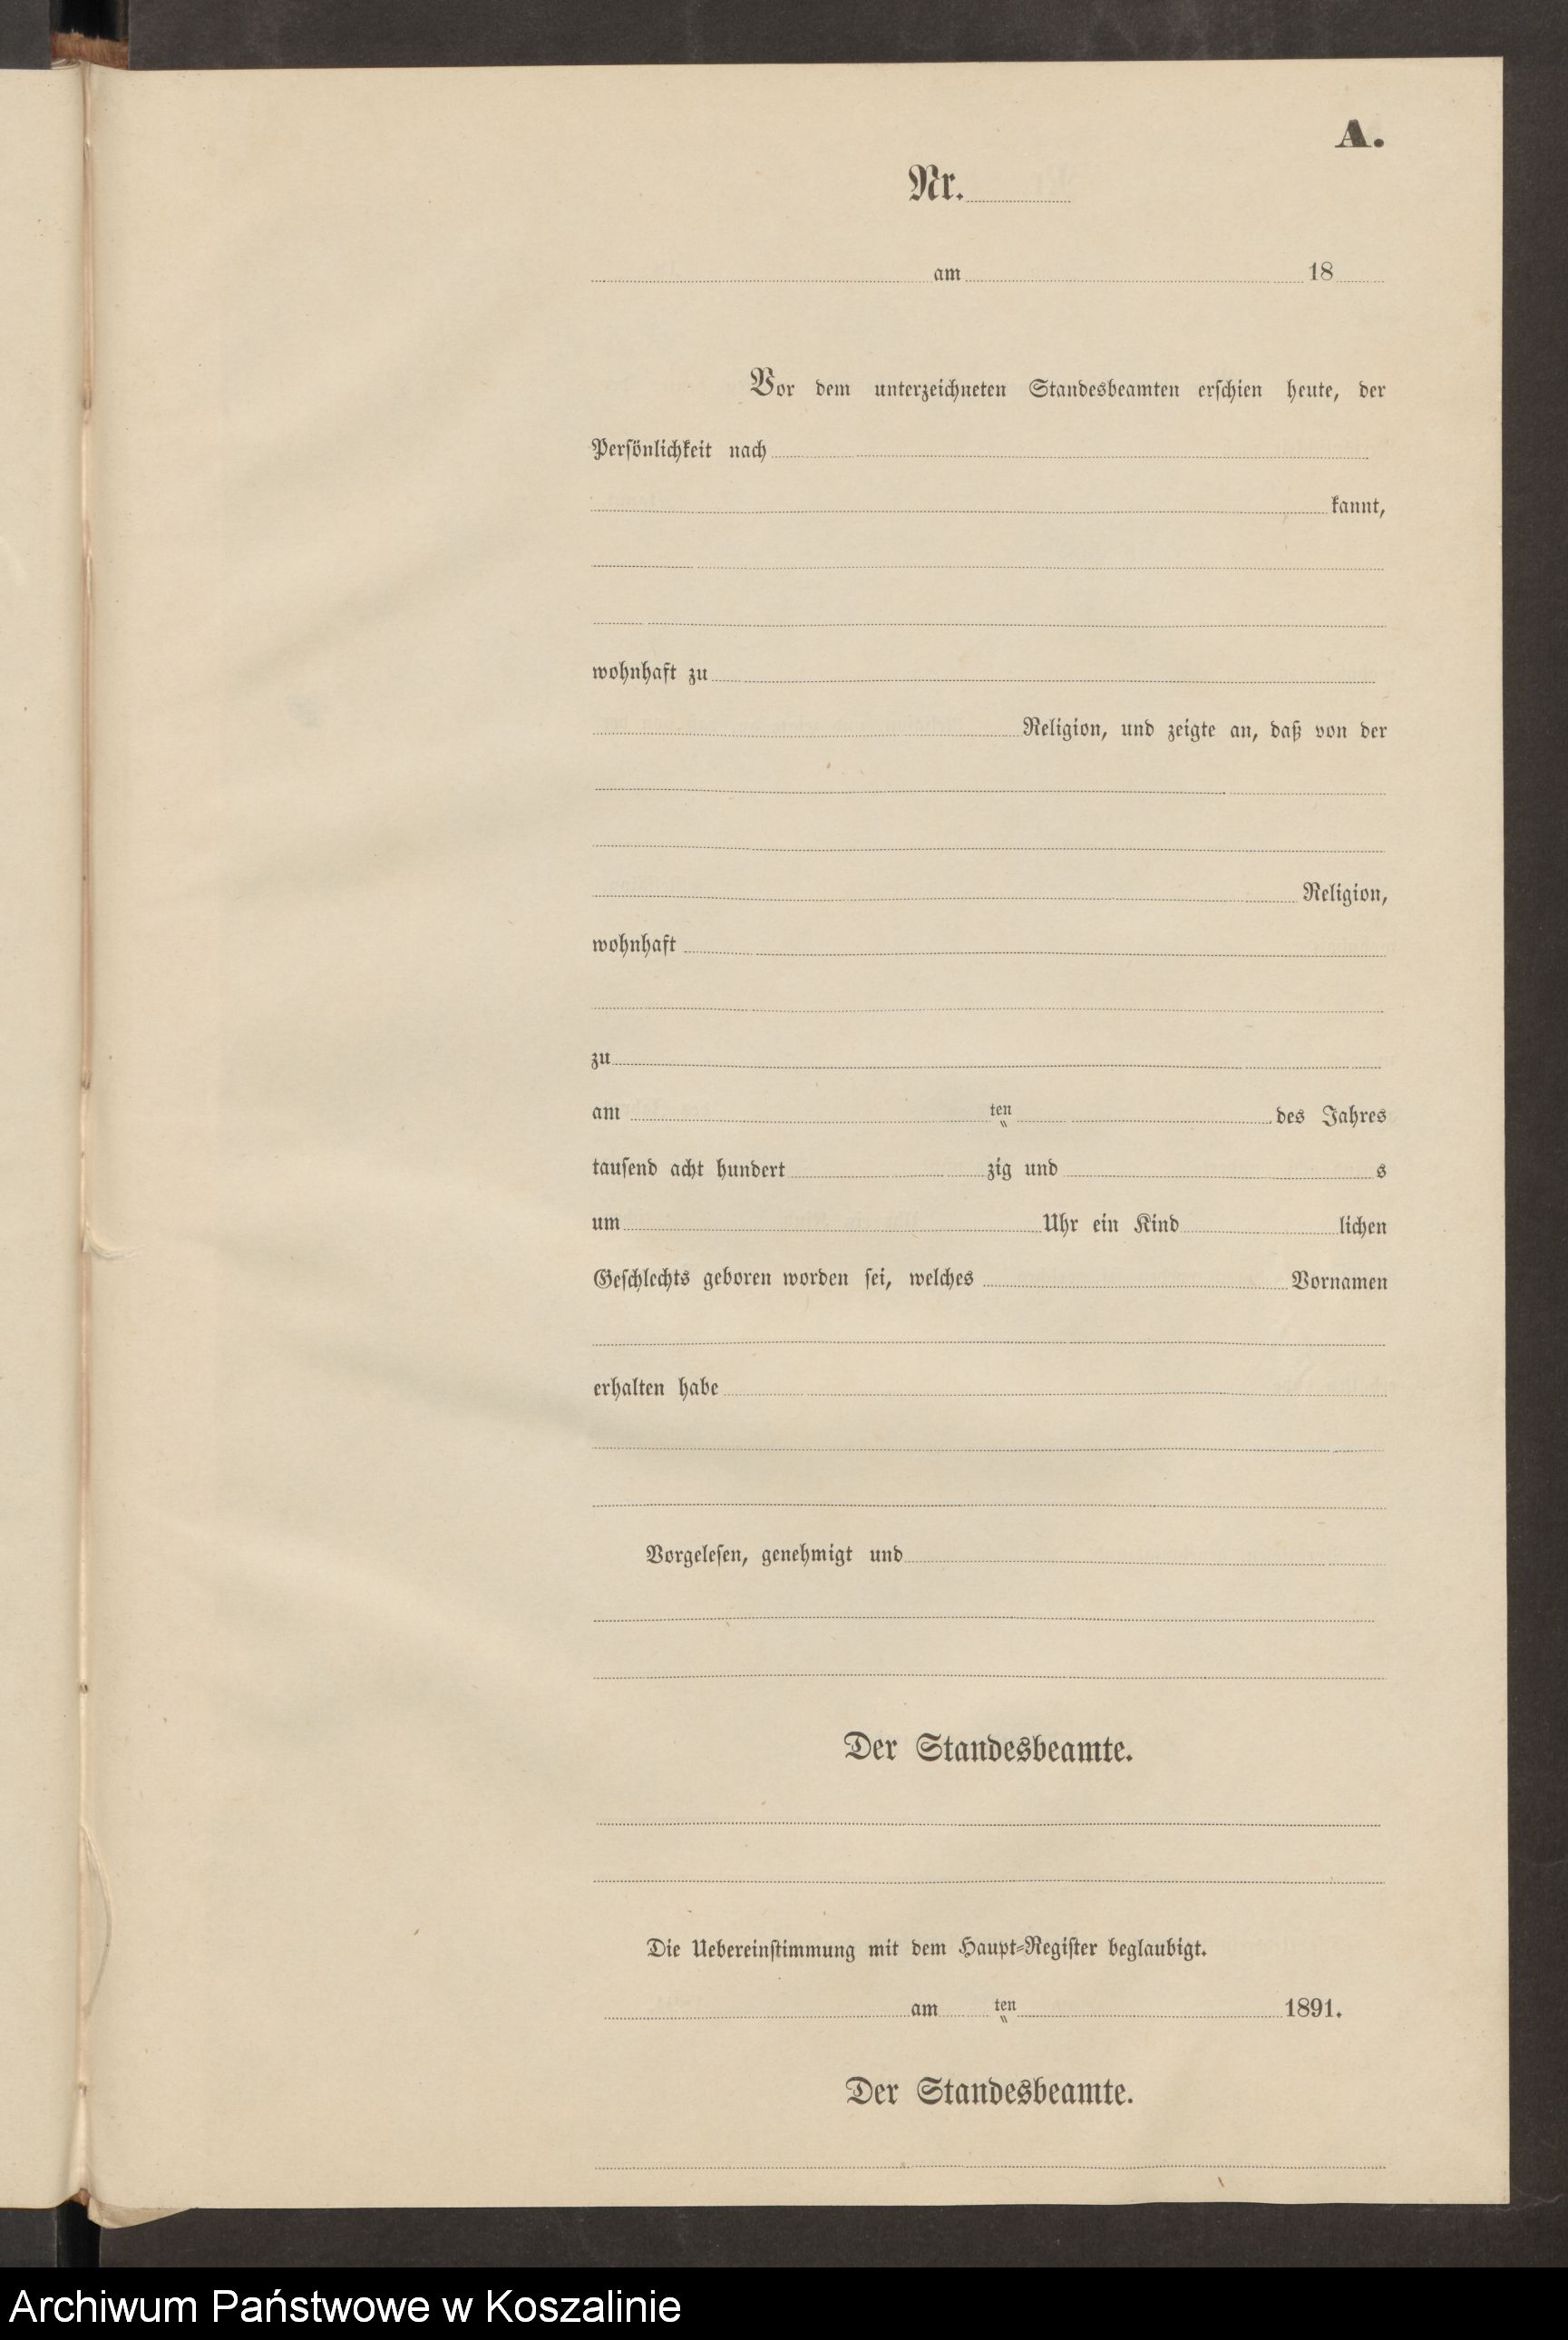 A.
Nr.
am 18
Vor dem unterzeichneten Standesbeamten erschien heute, der
Persönlichkeit nach
kannt,
wohnhaft zu
Religion, und zeigte an, daß von der
Religion,
wohnhaft
zu
am ten des Jahres
tausend acht hundert zig und s
um Uhr ein Kind lichen
Geschlechts geboren worden sei, welches Vornamen
erhalten habe
Vorgelesen, genehmigt und
Der Standesbeamte.
Die Uebereinstimmung mit dem Haupt-Register beglaubigt.
am ten 1891.
Der Standesbeamte.
Archiwum Państwowe w Koszalinie